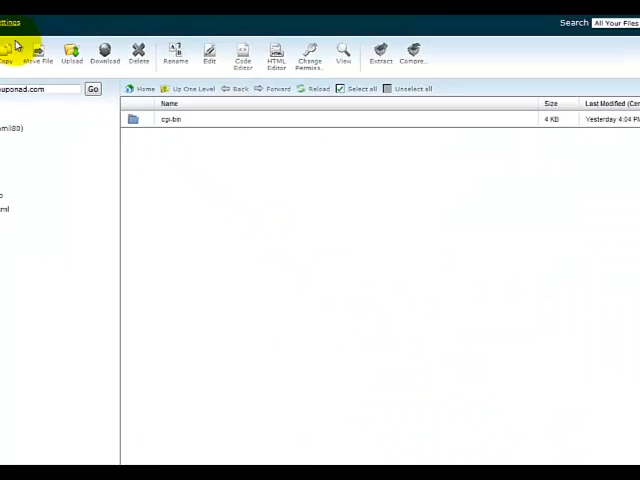 ettings
Search All Your Files
Copy Move File Upload Download Delete Rename Edit Code Editor HTML Editor Change Permiss.. View Extract Compre..
uponad.com Go Home Up One Level Back Forward Reload Select all Unselect all
Name Size Last Modified (Cen
cgi-bin 4 KB Yesterday 4:04 PM